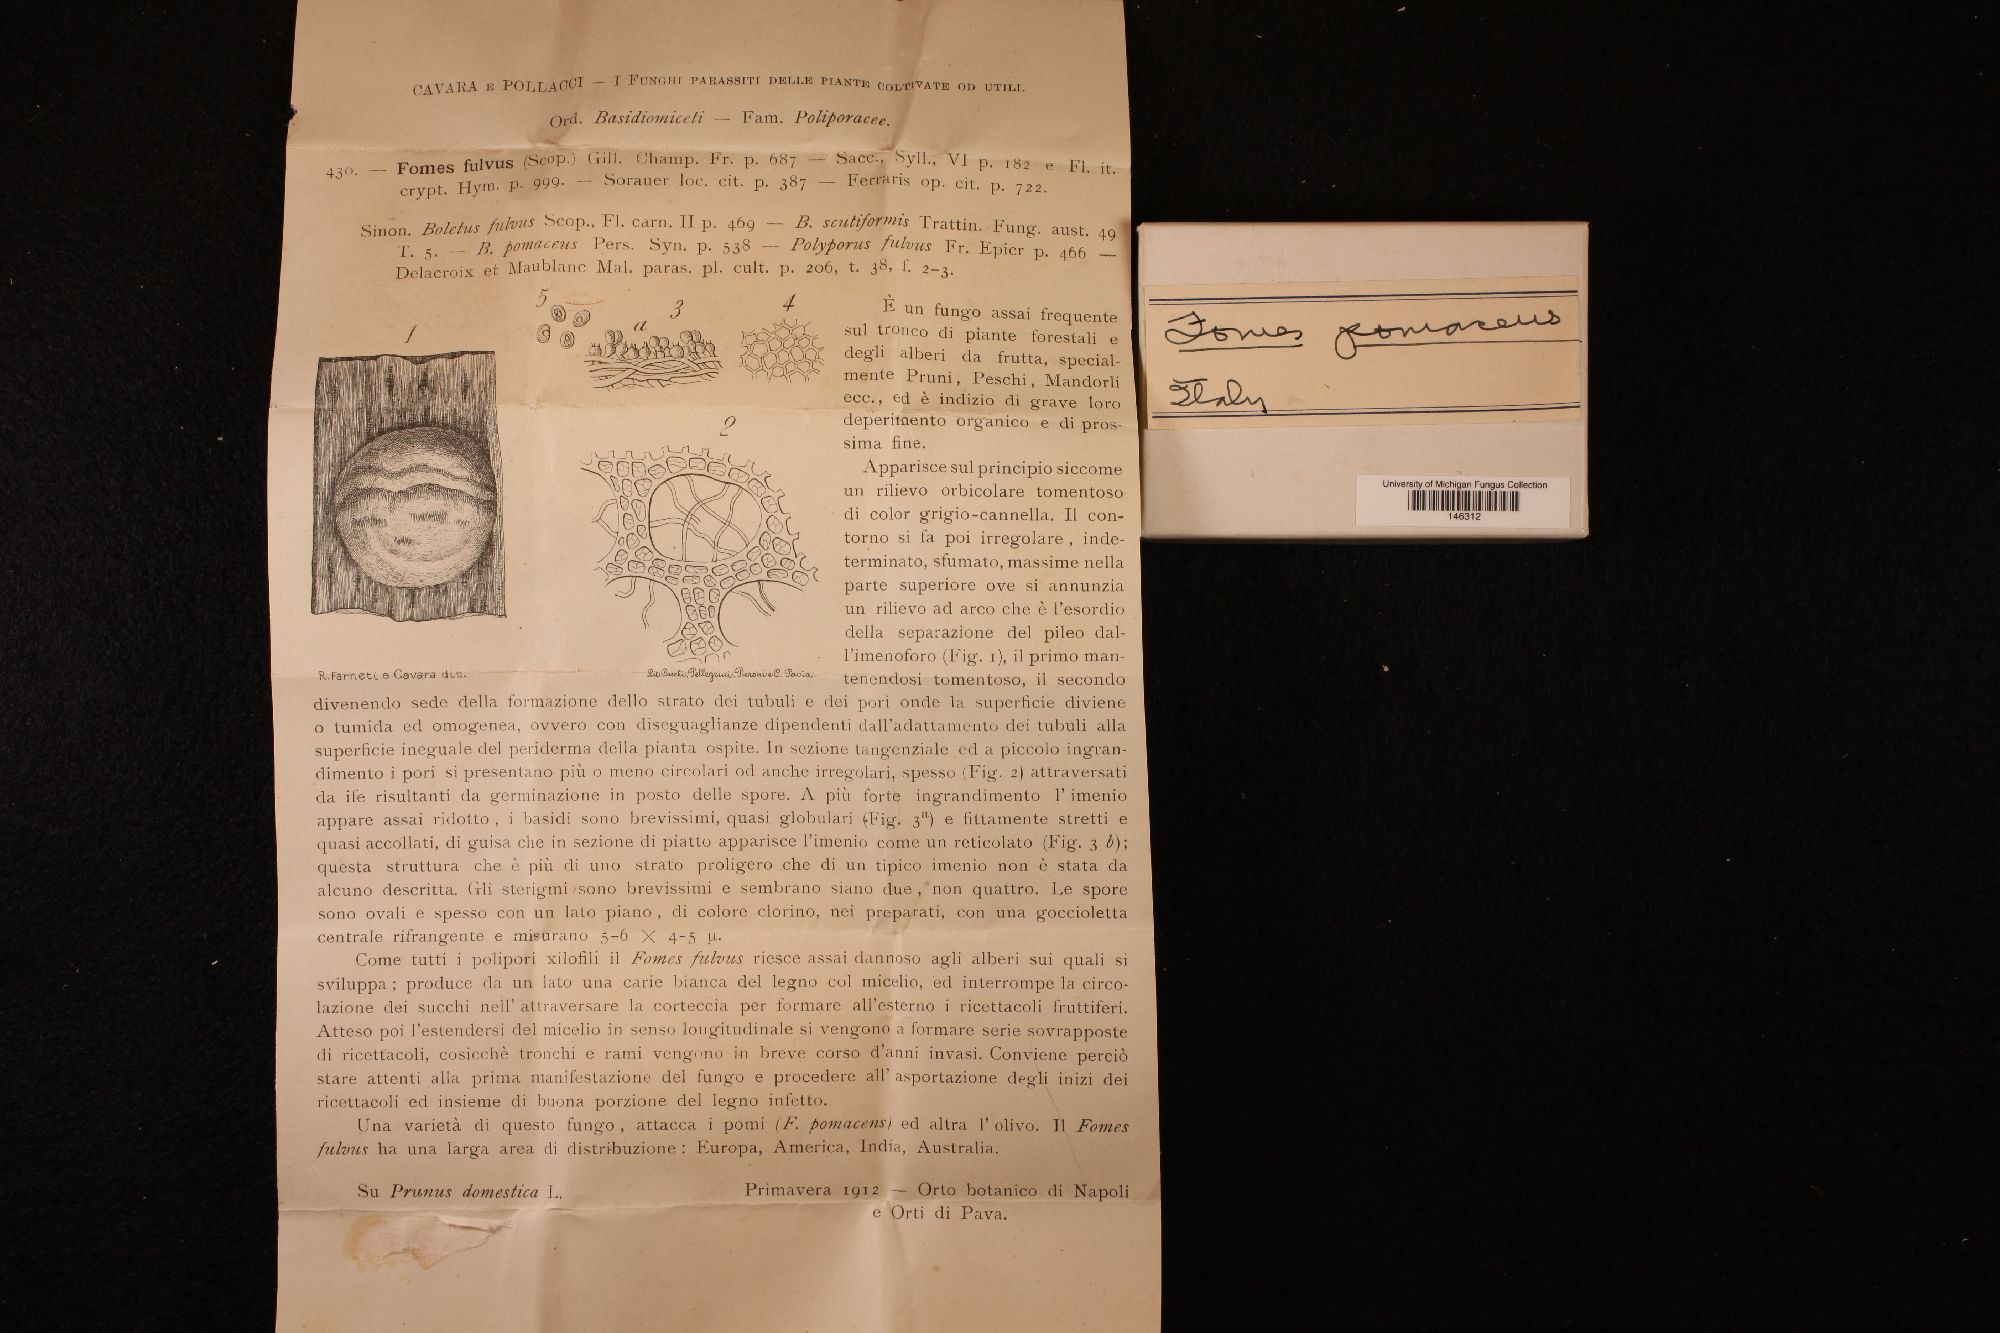 CAVARA E POLLACCI — I FUNGHI PARASSITI DELLE PIANTE COLTIVATE OD UTILI.
Ord. Basidiomiceti — Fam. Poliporacee.
430. — Fomes fulvus (Scop.) Gill. Champ. Fr. p. 687 — Sacc., Syll., VI p. 182 e Fl. it.
crypt. Hym. p. 999. — Sorauer loc. cit. p. 387 — Ferraris op. cit. p. 722.
Sinon. Boletus fulvus Scop., Fl. carn. II p. 469 — B. scutiformis Trattin. Fung. aust. 49
T. 5. — B. pomaceus Pers. Syn. p. 538 — Polyporus fulvus Fr. Epicr p. 466 —
Delacroix et Maublanc Mal. paras. pl. cult. p. 206, t. 38, f. 2-3.
1
5
a
3
4
2
R. Farneti e Cavara dis.
È un fungo assai frequente
sul tronco di piante forestali e
degli alberi da frutta, special-
mente Pruni, Peschi, Mandorli
ecc., ed è indizio di grave loro
deperimento organico e di pros-
sima fine.
Apparisce sul principio siccome
un rilievo orbicolare tomentoso
di color grigio-cannella. Il con-
torno si fa poi irregolare, inde-
terminato, sfumato, massime nella
parte superiore ove si annunzia
un rilievo ad arco che è l'esordio
della separazione del pileo dal-
l'imenoforo (Fig. 1), il primo man-
tenendosi tomentoso, il secondo
divenendo sede della formazione dello strato dei tubuli e dei pori onde la superficie diviene
o tumida ed omogenea, ovvero con diseguaglianze dipendenti dall'adattamento dei tubuli alla
superficie ineguale del periderma della pianta ospite. In sezione tangenziale ed a piccolo ingran-
dimento i pori si presentano più o meno circolari od anche irregolari, spesso (Fig. 2) attraversati
da ife risultanti da germinazione in posto delle spore. A più forte ingrandimento l'imenio
appare assai ridotto, i basidi sono brevissimi, quasi globulari (Fig. 3a) e fittamente stretti e
quasi accollati, di guisa che in sezione di piatto apparisce l'imenio come un reticolato (Fig. 3 b);
questa struttura che è più di uno strato proligero che di un tipico imenio non è stata da
alcuno descritta. Gli sterigmi sono brevissimi e sembrano siano due, non quattro. Le spore
sono ovali e spesso con un lato piano, di colore clorino, nei preparati, con una goccioletta
centrale rifrangente e misurano 5-6 × 4-5 µ.
Come tutti i polipori xilofili il Fomes fulvus riesce assai dannoso agli alberi sui quali si
sviluppa; produce da un lato una carie bianca del legno col micelio, ed interrompe la circo-
lazione dei succhi nell'attraversare la corteccia per formare all'esterno i ricettacoli fruttiferi.
Atteso poi l'estendersi del micelio in senso longitudinale si vengono a formare serie sovrapposte
di ricettacoli, cosicchè tronchi e rami vengono in breve corso d'anni invasi. Conviene perciò
stare attenti alla prima manifestazione del fungo e procedere all'asportazione degli inizi dei
ricettacoli ed insieme di buona porzione del legno infetto.
Una varietà di questo fungo, attacca i pomi (F. pomacens) ed altra l'olivo. Il Fomes
fulvus ha una larga area di distribuzione: Europa, America, India, Australia.
Su Prunus domestica L.
Primavera 1912 — Orto botanico di Napoli
e Orti di Pava.
Fomes pomaceus
Italy
University of Michigan Fungus Collection
146312